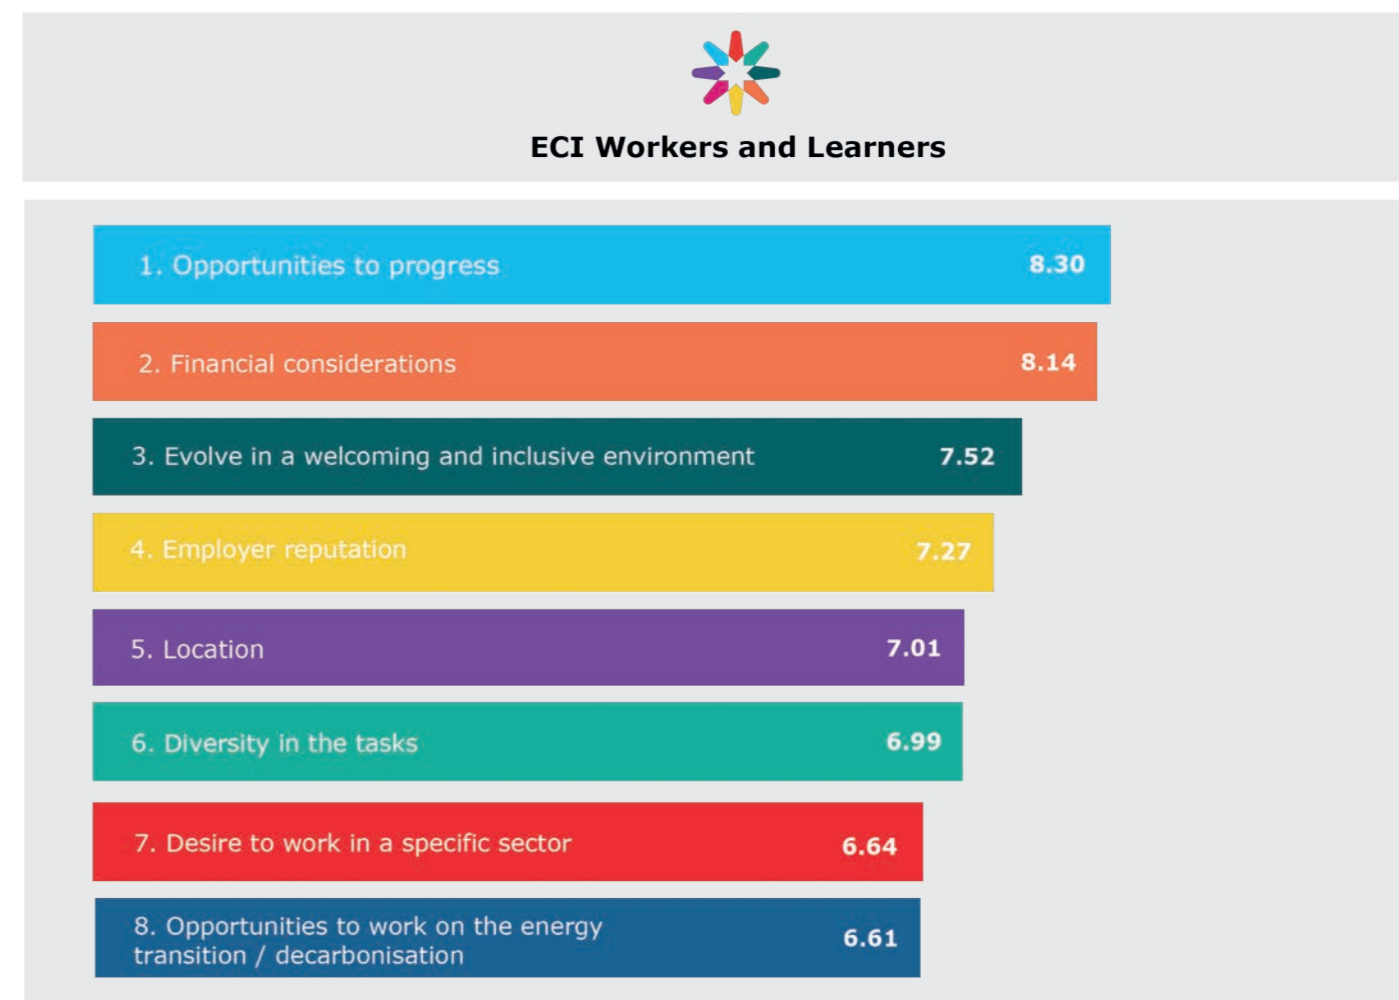 ECI Workers and Learners
1. Opportunities to progress 8.30
2. Financial considerations 8.14
3. Evolve in a welcoming and inclusive environment 7.52
4. Employer reputation 7.27
5. Location 7.01
6. Diversity in the tasks 6.99
7. Desire to work in a specific sector 6.64
8. Opportunities to work on the energy
transition / decarbonisation 6.61